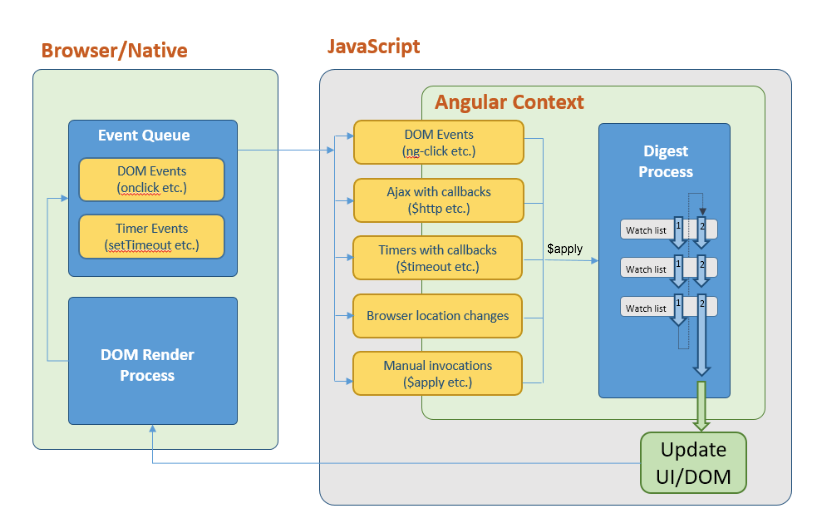 Browser/Native
Event Queue
DOM Events
(onclick etc.)
Timer Events
(setTimeout etc.)
DOM Render
Process
JavaScript
Angular Context
DOM Events
(ng-click etc.)
Ajax with callbacks
($http etc.)
Timers with callbacks
($timeout etc.)
Browser location changes
Manual invocations
($apply etc.)
$apply
Digest
Process
Watch list 1 2
Watch list 1 2
Watch list 1 2
Update
UI/DOM